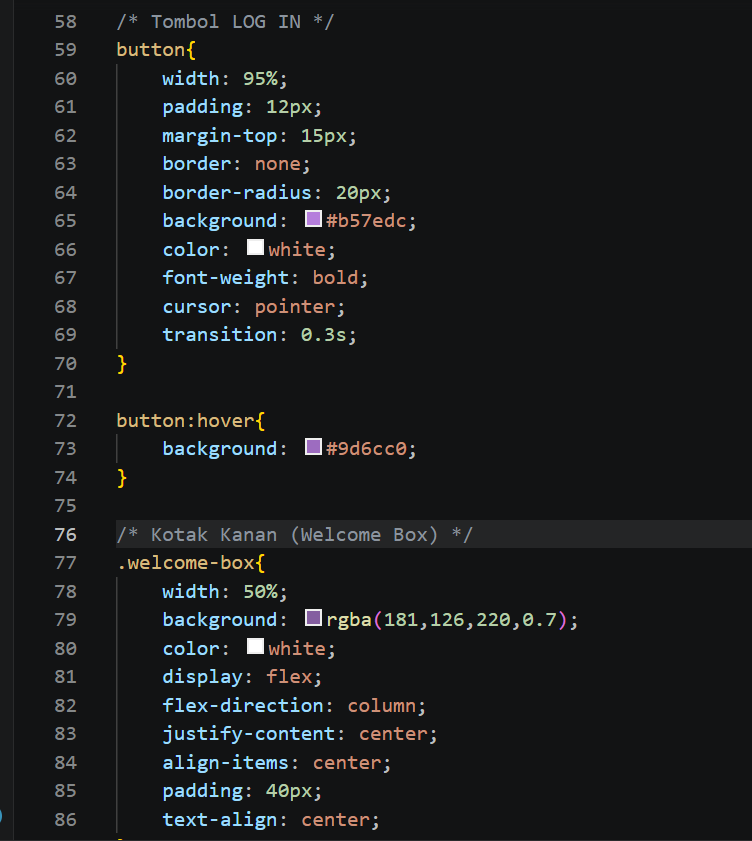 58 /* Tombol LOG IN */
59 button{
60     width: 95%;
61     padding: 12px;
62     margin-top: 15px;
63     border: none;
64     border-radius: 20px;
65     background: #b57edc;
66     color: white;
67     font-weight: bold;
68     cursor: pointer;
69     transition: 0.3s;
70 }
71
72 button:hover{
73     background: #9d6cc0;
74 }
75
76 /* Kotak Kanan (Welcome Box) */
77 .welcome-box{
78     width: 50%;
79     background: rgba(181,126,220,0.7);
80     color: white;
81     display: flex;
82     flex-direction: column;
83     justify-content: center;
84     align-items: center;
85     padding: 40px;
86     text-align: center;